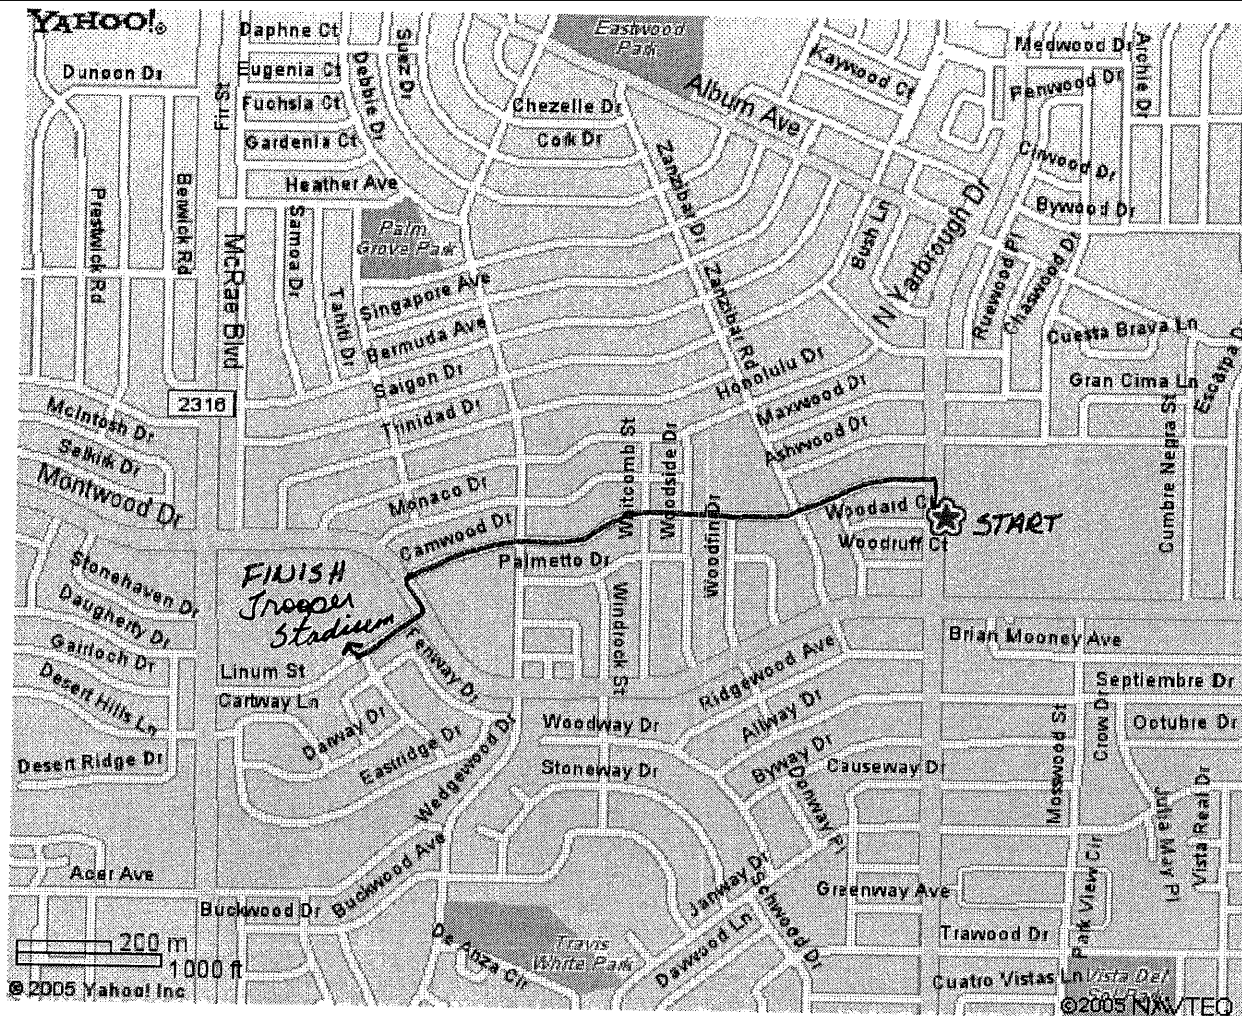 YAHOO!®
Daphne Ct
Eugenia Ct
Fuchsia Ct
Gardenia Ct
Heather Ave
Dunoon Dr
Fir St
Debbie Dr
Suez Dr
Eastwood
Park
Chezelle Dr
Cork Dr
Album Ave
Kaywood Ct
Medwood Dr
Archie Dr
Fenwood Dr
Cirwood Dr
Bywood Dr
Prestwick Rd
Berwick Rd
McRae Blvd
Samoa Dr
Tahiti Dr
Palm
Grove Park
Zanzibar Dr
Zanzibar Rd
Bush Ln
N Yarbrough Dr
Ruewood Pl
Chaswood Dr
Cuesta Brava Ln
Escarpa D
Gran Cima Ln
Singapore Ave
Bermuda Ave
Saigon Dr
Trinidad Dr
Honolulu Dr
Maxwood Dr
Ashwood Dr
2316
McIntosh Dr
Selkirk Dr
Montwood Dr
Monaco Dr
Camwood Dr
Whitcomb St
Woodside Dr
Woodfin Dr
Cumbre Negra St
Woodard C
Woodruff Ct
START
Palmetto Dr
Windrock St
FINISH
Trooper
Stadium
Stonehaven Dr
Daugherty Dr
Garrloch Dr
Desert Hills Ln
Desert Ridge Dr
Linum St
Cartway Ln
Fenway Dr
Darway Dr
Eastridge Dr
Wedgewood Dr
Woodway Dr
Stoneway Dr
Ridgewood Ave
Allway Dr
Byway Dr
Donway Pl
Causeway Dr
Brian Mooney Ave
Septiembre Dr
Octubre Dr
Mosswood St
Crow Dr
Julia May Pl
Vista Real Dr
Park View Cir
Acer Ave
Buckwood Dr
Buckwood Ave
Janway Dr
Dawwood Ln
Greenway Ave
Trawood Dr
Cuatro Vistas Ln
Vista Del
De Anza Cir
Travis
White Park
200 m
1000 ft
©2005 Yahoo! Inc
©2005 NAVTEQ